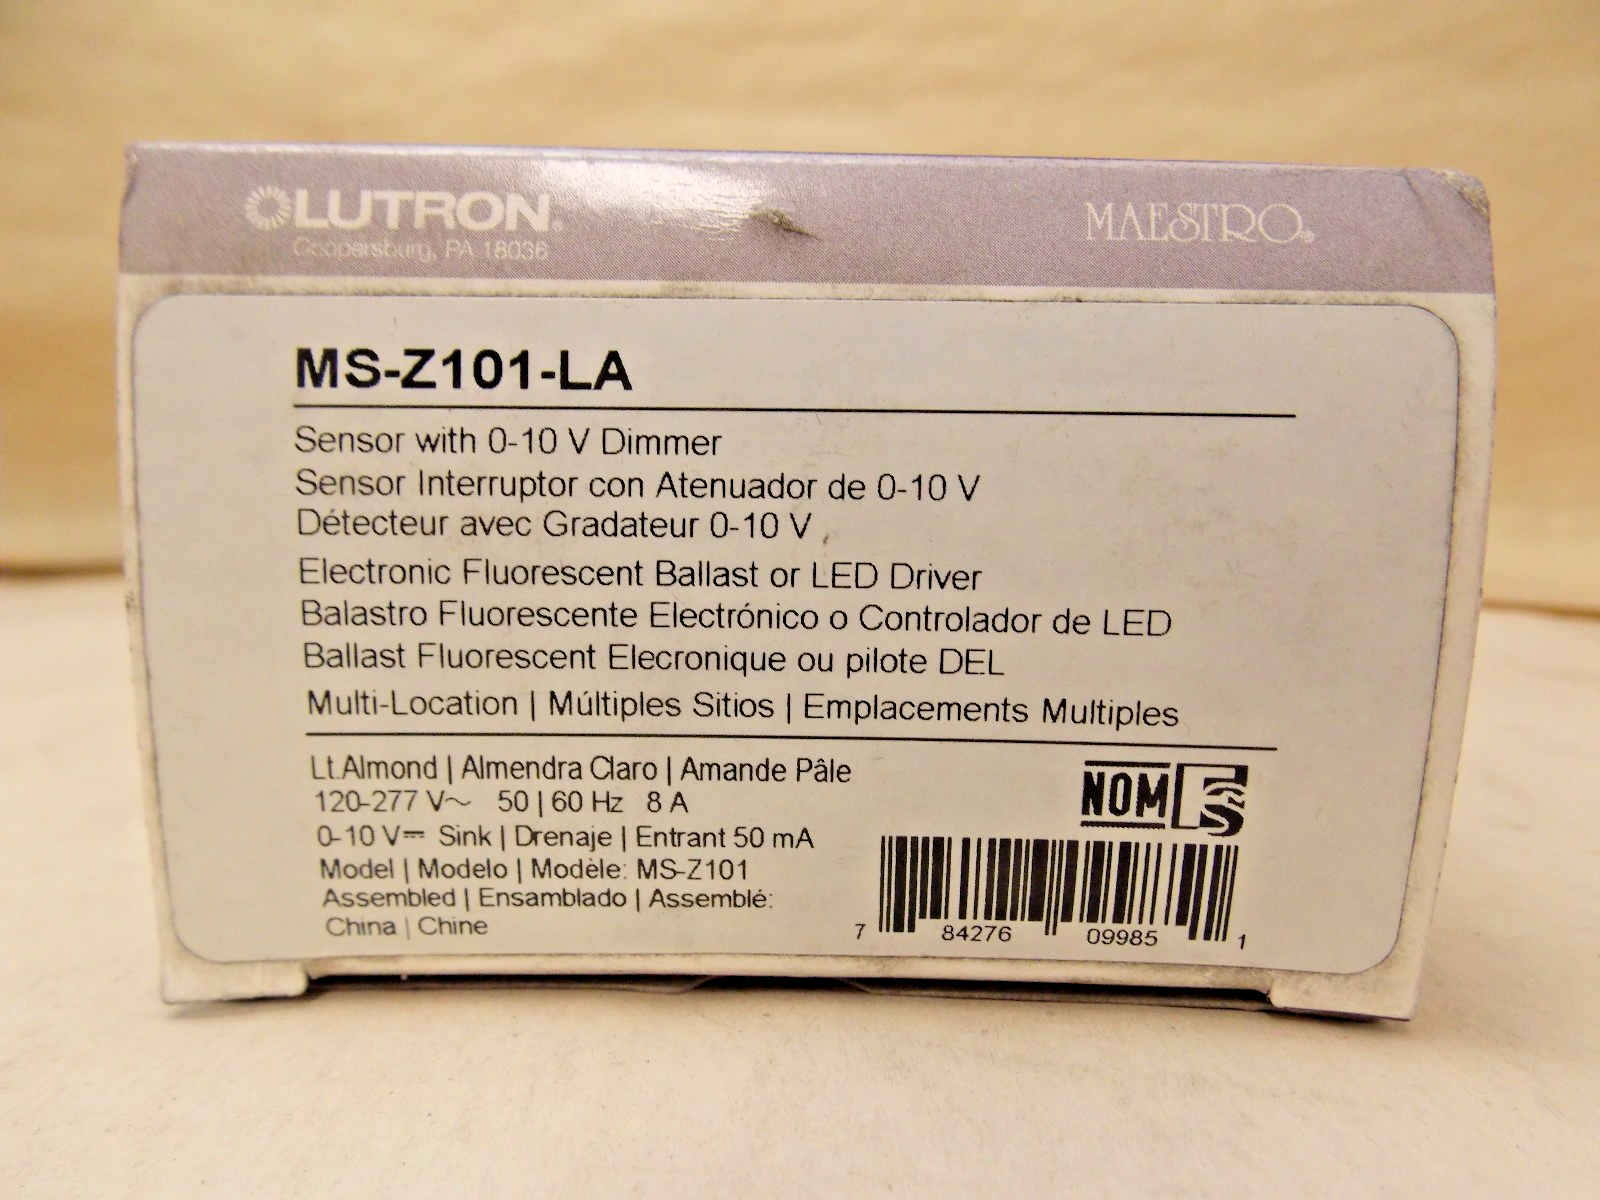 LUTRON®
Coopersburg, PA 18036
MAESTRO®
MS-Z101-LA
Sensor with 0-10 V Dimmer
Sensor Interruptor con Atenuador de 0-10 V
Détecteur avec Gradateur 0-10 V
Electronic Fluorescent Ballast or LED Driver
Balastro Fluorescente Electrónico o Controlador de LED
Ballast Fluorescent Elecronique ou pilote DEL
Multi-Location | Múltiples Sitios | Emplacements Multiples
Lt.Almond | Almendra Claro | Amande Pâle
120-277 V~ 50 | 60 Hz 8 A
0-10 V⎓ Sink | Drenaje | Entrant 50 mA
Model | Modelo | Modèle: MS-Z101
Assembled | Ensamblado | Assemblé:
China | Chine
NOM
7 84276 09985 1